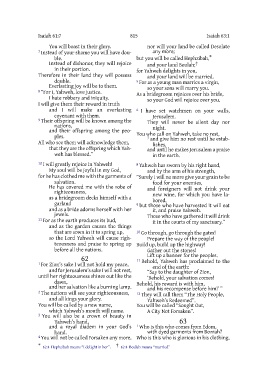 Isaiah 61:7
803
Isaiah 63:1
You will boast in their glory.
7 Instead of your shame you will have double.
Instead of dishonor, they will rejoice in their portion.
Therefore in their land they will possess double.
Everlasting joy will be to them.
8 "For I, Yahweh, love justice.
I hate robbery and iniquity.
I will give them their reward in truth
and I will make an everlasting covenant with them.
9 Their offspring will be known among the nations,
and their offspring among the peoples.
All who see them will acknowledge them,
that they are the offspring which Yahweh has blessed."
10 I will greatly rejoice in Yahweh!
My soul will be joyful in my God,
for he has clothed me with the garments of salvation.
He has covered me with the robe of righteousness,
as a bridegroom decks himself with a garland
and as a bride adorns herself with her jewels.
11 For as the earth produces its bud,
and as the garden causes the things that are sown in it to spring up,
so the Lord Yahweh will cause righteousness and praise to spring up before all the nations.
62
1 For Zion's sake I will not hold my peace,
and for Jerusalem's sake I will not rest,
until her righteousness shines out like the dawn,
and her salvation like a burning lamp.
2 The nations will see your righteousness,
and all kings your glory.
You will be called by a new name,
which Yahweh's mouth will name.
3 You will also be a crown of beauty in Yahweh's hand,
and a royal diadem in your God's hand.
4 You will not be called Forsaken any more,
nor will your land be called Desolate any more;
but you will be called Hephzibah,
and your land Beulah;
for Yahweh delights in you,
and your land will be married.
5 For as a young man marries a virgin,
so your sons will marry you.
As a bridegroom rejoices over his bride,
so your God will rejoice over you.
6 I have set watchmen on your walls, Jerusalem.
They will never be silent day nor night.
You who call on Yahweh, take no rest,
7 and give him no rest until he establishes,
and until he makes Jerusalem a praise in the earth.
8 Yahweh has sworn by his right hand,
and by the arm of his strength,
"Surely I will no more give your grain to be food for your enemies,
and foreigners will not drink your new wine, for which you have labored,
9 but those who have harvested it will eat it, and praise Yahweh.
Those who have gathered it will drink it in the courts of my sanctuary."
10 Go through, go through the gates!
Prepare the way of the people!
Build up, build up the highway!
Gather out the stones!
Lift up a banner for the peoples.
11 Behold, Yahweh has proclaimed to the end of the earth:
"Say to the daughter of Zion,
'Behold, your salvation comes!
Behold, his reward is with him,
and his recompense before him!'"
12 They will call them "The Holy People,
Yahweh's Redeemed".
You will be called "Sought Out,
A City Not Forsaken".
63
1 Who is this who comes from Edom,
with dyed garments from Bozrah?
Who is this who is glorious in his clothing,
62:4 Hephzibah means "I delight in her".
62:4 Beulah means "married"